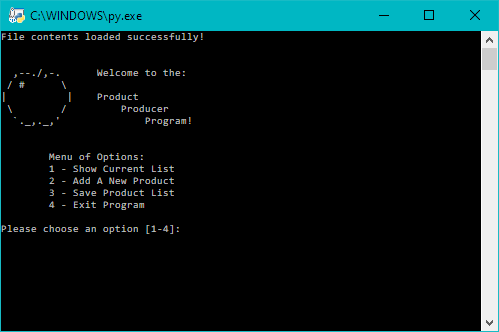 C:\WINDOWS\py.exe
File contents loaded successfully!
  ,--./,-.      Welcome to the:
 / #      \
|          |    Product
 \        /         Producer
  `._,._,'              Program!
        Menu of Options:
        1 - Show Current List
        2 - Add A New Product
        3 - Save Product List
        4 - Exit Program
Please choose an option [1-4]: